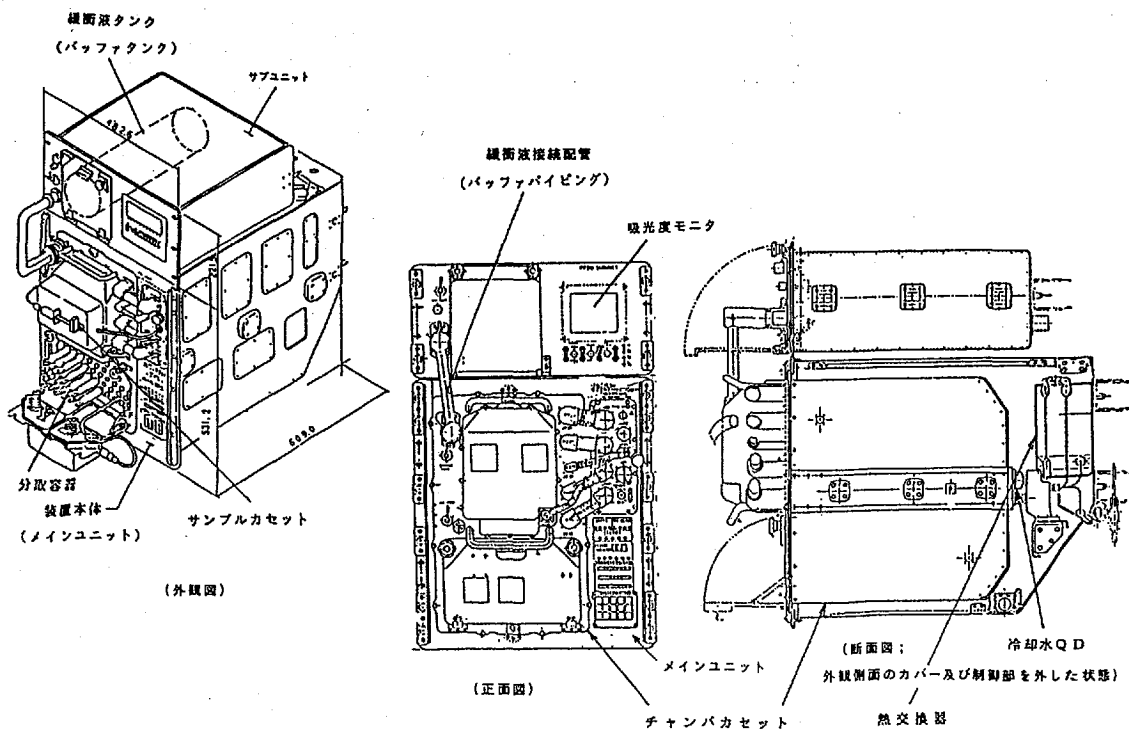 緩衝液タンク
(バッファタンク)
サブユニット
482.6
緩衝液接続配管
(バッファパイピング)
吸光度モニタ
609.0
分取容器
装置本体
(メインユニット)
サンプルカセット
(外観図)
(正面図)
メインユニット
チャンバカセット
(断面図;
外観側面のカバー及び制御部を外した状態)
冷却水QD
熱交換器